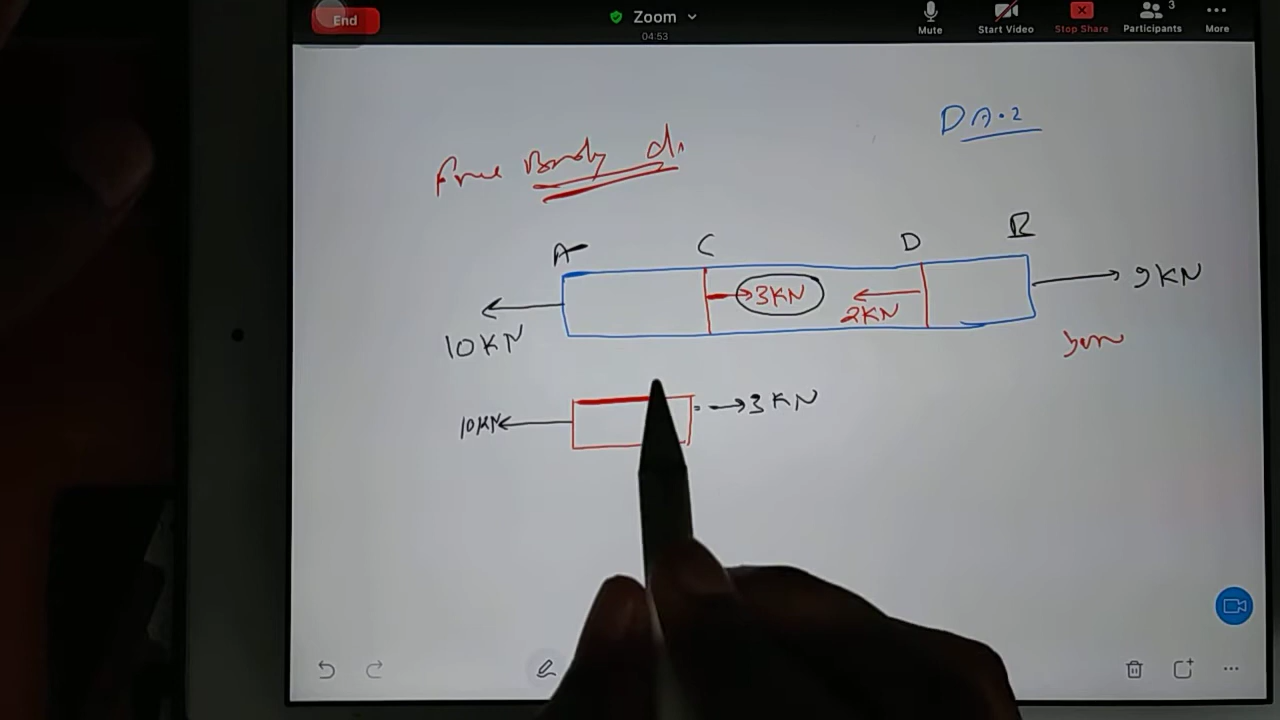 End
Zoom
04:53
Mute
Start Video
Stop Share
3
Participants
More
DA.2
Free Body di
A C D B
3KN
2KN
9KN
10KN
10KN
3KN